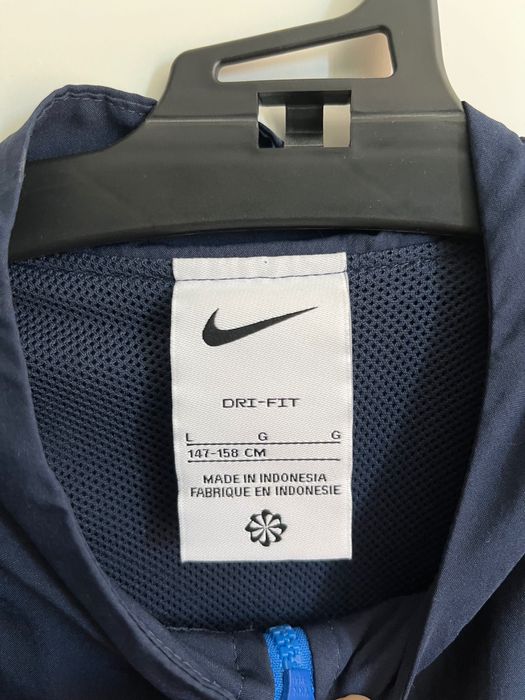 DRI-FIT
L G G
147-158 CM
MADE IN INDONESIA
FABRIQUE EN INDONESIE